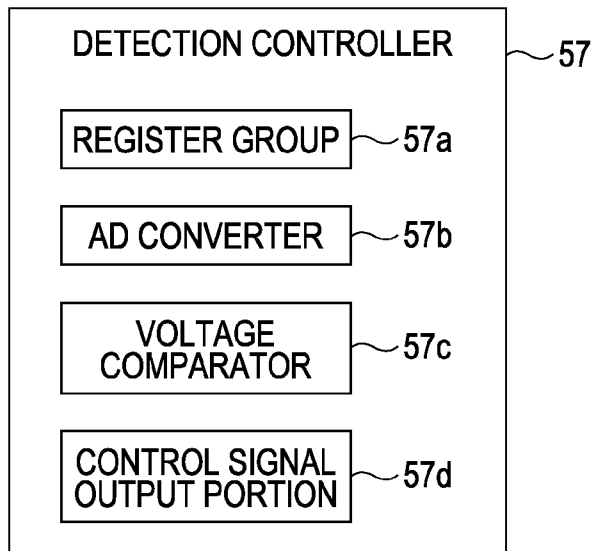 DETECTION CONTROLLER
57
REGISTER GROUP
57a
AD CONVERTER
57b
VOLTAGE
COMPARATOR
57c
CONTROL SIGNAL
OUTPUT PORTION
57d